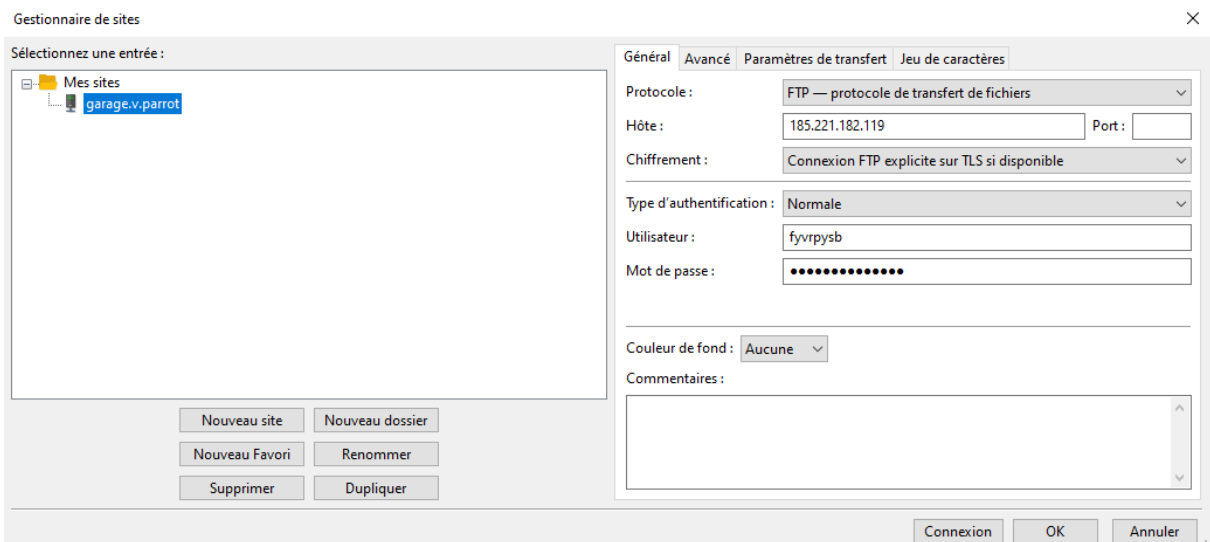 Gestionnaire de sites
Sélectionnez une entrée :
Mes sites
garage.v.parrot
Nouveau site
Nouveau dossier
Nouveau Favori
Renommer
Supprimer
Dupliquer
Général Avancé Paramètres de transfert Jeu de caractères
Protocole : FTP — protocole de transfert de fichiers
Hôte : 185.221.182.119 Port :
Chiffrement : Connexion FTP explicite sur TLS si disponible
Type d'authentification : Normale
Utilisateur : fyvrpysb
Mot de passe : ●●●●●●●●●●●●●●
Couleur de fond : Aucune
Commentaires :
Connexion OK Annuler